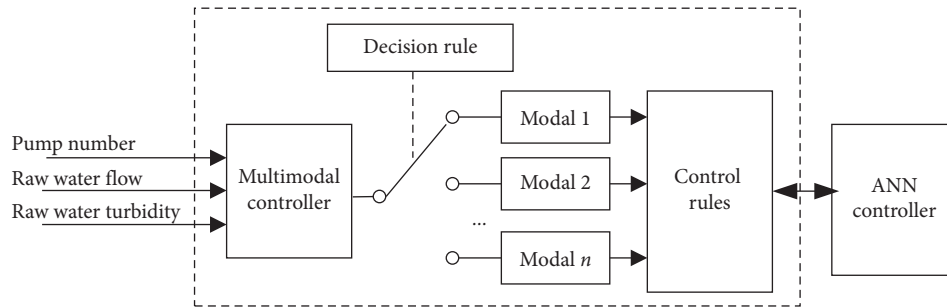 Decision rule
Pump number
Raw water flow
Raw water turbidity
Multimodal
controller
Modal 1
Modal 2
...
Modal n
Control
rules
ANN
controller